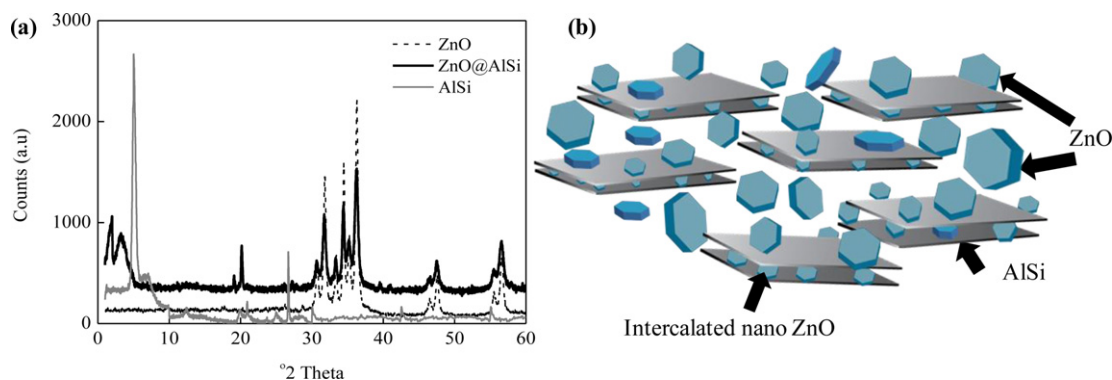 (a)
3000
2000
1000
0
Counts (a.u)
ZnO
ZnO@AlSi
AlSi
0 10 20 30 40 50 60
°2 Theta
(b)
ZnO
AlSi
Intercalated nano ZnO